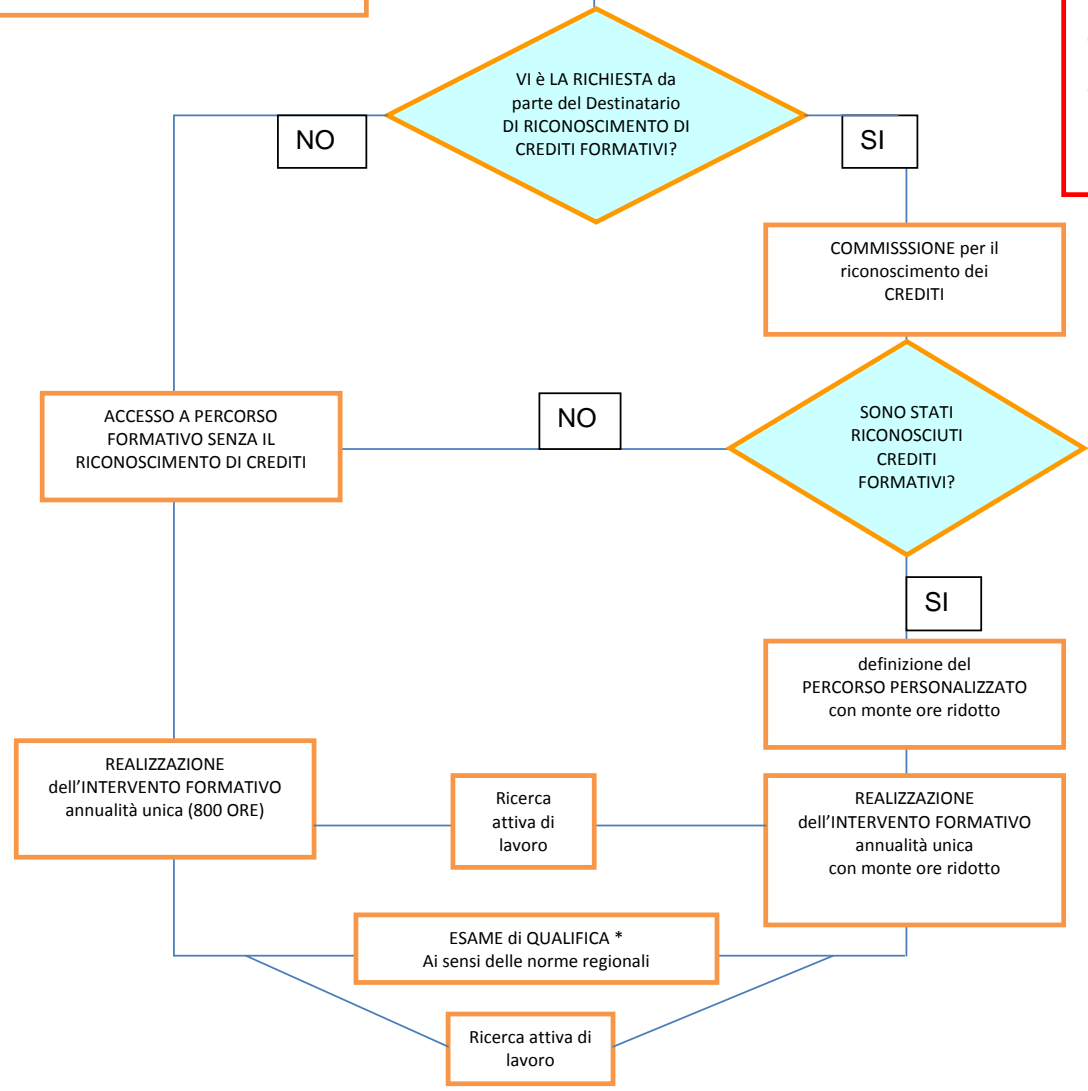 VI è LA RICHIESTA da
parte del Destinatario
DI RICONOSCIMENTO DI
CREDITI FORMATIVI?
NO
SI
COMMISSSIONE per il
riconoscimento dei
CREDITI
ACCESSO A PERCORSO
FORMATIVO SENZA IL
RICONOSCIMENTO DI CREDITI
NO
SONO STATI
RICONOSCIUTI
CREDITI
FORMATIVI?
SI
definizione del
PERCORSO PERSONALIZZATO
con monte ore ridotto
REALIZZAZIONE
dell'INTERVENTO FORMATIVO
annualità unica (800 ORE)
Ricerca
attiva di
lavoro
REALIZZAZIONE
dell'INTERVENTO FORMATIVO
annualità unica
con monte ore ridotto
ESAME di QUALIFICA *
Ai sensi delle norme regionali
Ricerca attiva di
lavoro